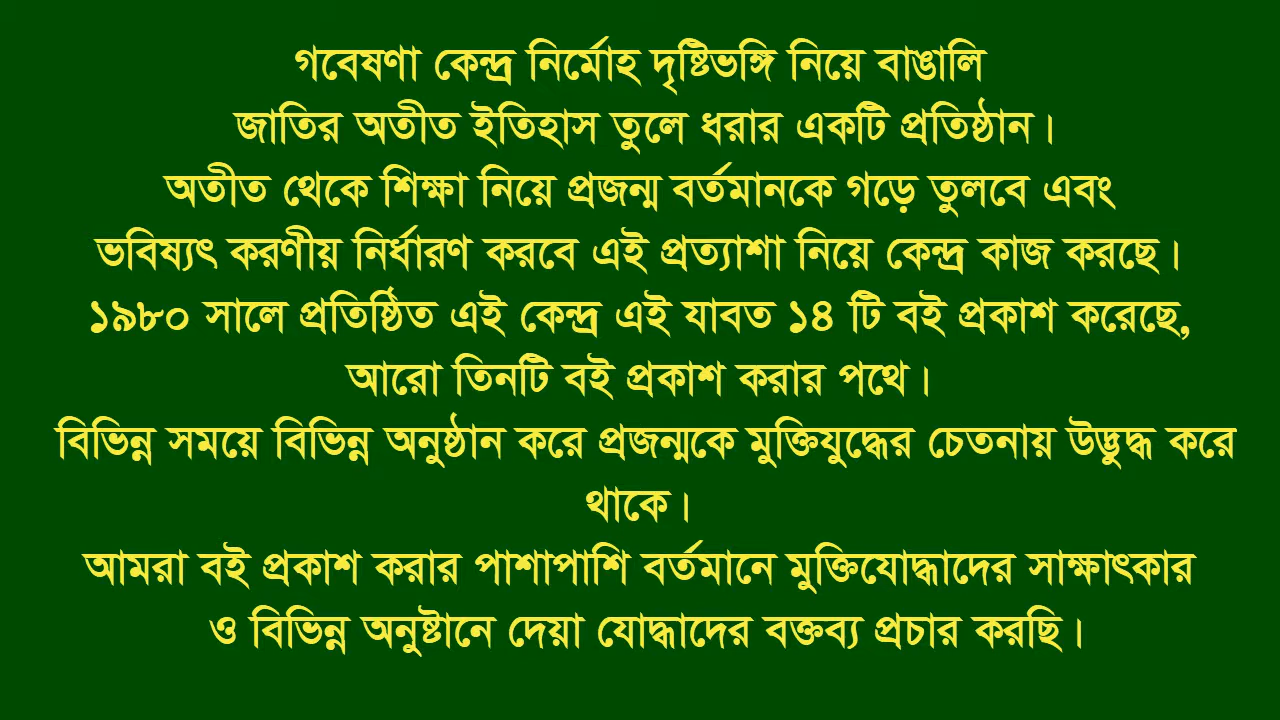 গবেষণা কেন্দ্র নির্মোহ দৃষ্টিভঙ্গি নিয়ে বাঙালি
জাতির অতীত ইতিহাস তুলে ধরার একটি প্রতিষ্ঠান।
অতীত থেকে শিক্ষা নিয়ে প্রজন্ম বর্তমানকে গড়ে তুলবে এবং
ভবিষ্যৎ করণীয় নির্ধারণ করবে এই প্রত্যাশা নিয়ে কেন্দ্র কাজ করছে।
১৯৮০ সালে প্রতিষ্ঠিত এই কেন্দ্র এই যাবত ১৪ টি বই প্রকাশ করেছে,
আরো তিনটি বই প্রকাশ করার পথে।
বিভিন্ন সময়ে বিভিন্ন অনুষ্ঠান করে প্রজন্মকে মুক্তিযুদ্ধের চেতনায় উদ্ভুদ্ধ করে
থাকে।
আমরা বই প্রকাশ করার পাশাপাশি বর্তমানে মুক্তিযোদ্ধাদের সাক্ষাৎকার
ও বিভিন্ন অনুষ্টানে দেয়া যোদ্ধাদের বক্তব্য প্রচার করছি।